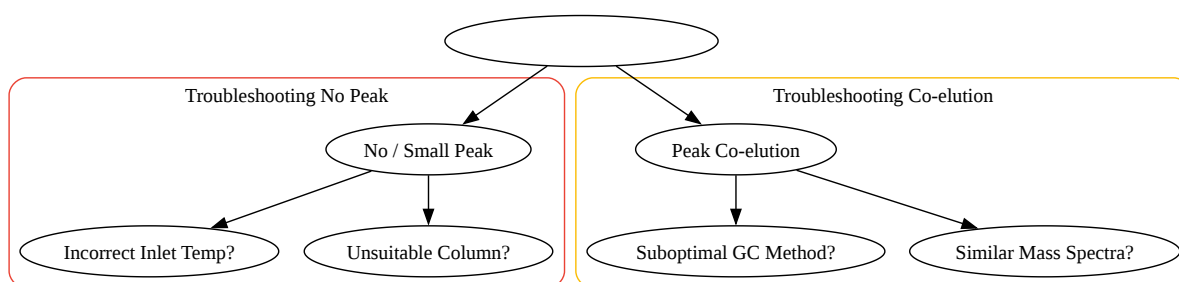 Troubleshooting No Peak
Troubleshooting Co-elution
No / Small Peak
Peak Co-elution
Incorrect Inlet Temp?
Unsuitable Column?
Suboptimal GC Method?
Similar Mass Spectra?